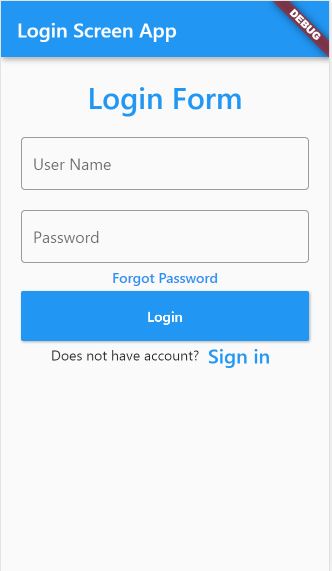 Login Screen App
DEBUG
Login Form
User Name
Password
Forgot Password
Login
Does not have account? Sign in